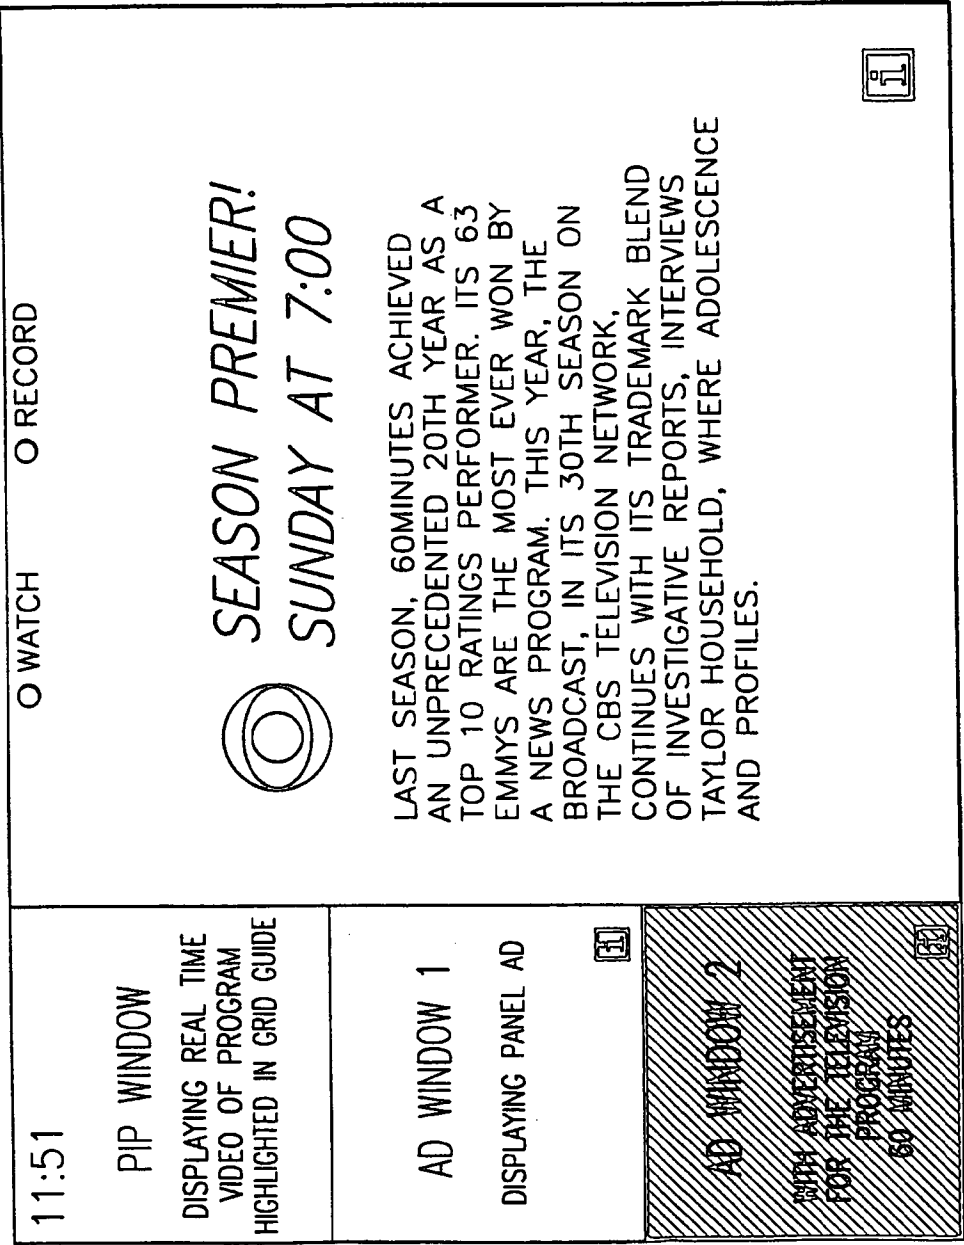 11:51
PIP WINDOW
DISPLAYING REAL TIME
VIDEO OF PROGRAM
HIGHLIGHTED IN GRID GUIDE
AD WINDOW 1
DISPLAYING PANEL AD
i
AD WINDOW 2
WITH ADVERTISEMENT
FOR THE TELEVISION
PROGRAM
60 MINUTES
i
O WATCH
O RECORD
SEASON PREMIER!
SUNDAY AT 7:00
LAST SEASON, 60MINUTES ACHIEVED
AN UNPRECEDENTED 20TH YEAR AS A
TOP 10 RATINGS PERFORMER. ITS 63
EMMYS ARE THE MOST EVER WON BY
A NEWS PROGRAM. THIS YEAR, THE
BROADCAST, IN ITS 30TH SEASON ON
THE CBS TELEVISION NETWORK,
CONTINUES WITH ITS TRADEMARK BLEND
OF INVESTIGATIVE REPORTS, INTERVIEWS
TAYLOR HOUSEHOLD, WHERE ADOLESCENCE
AND PROFILES.
i